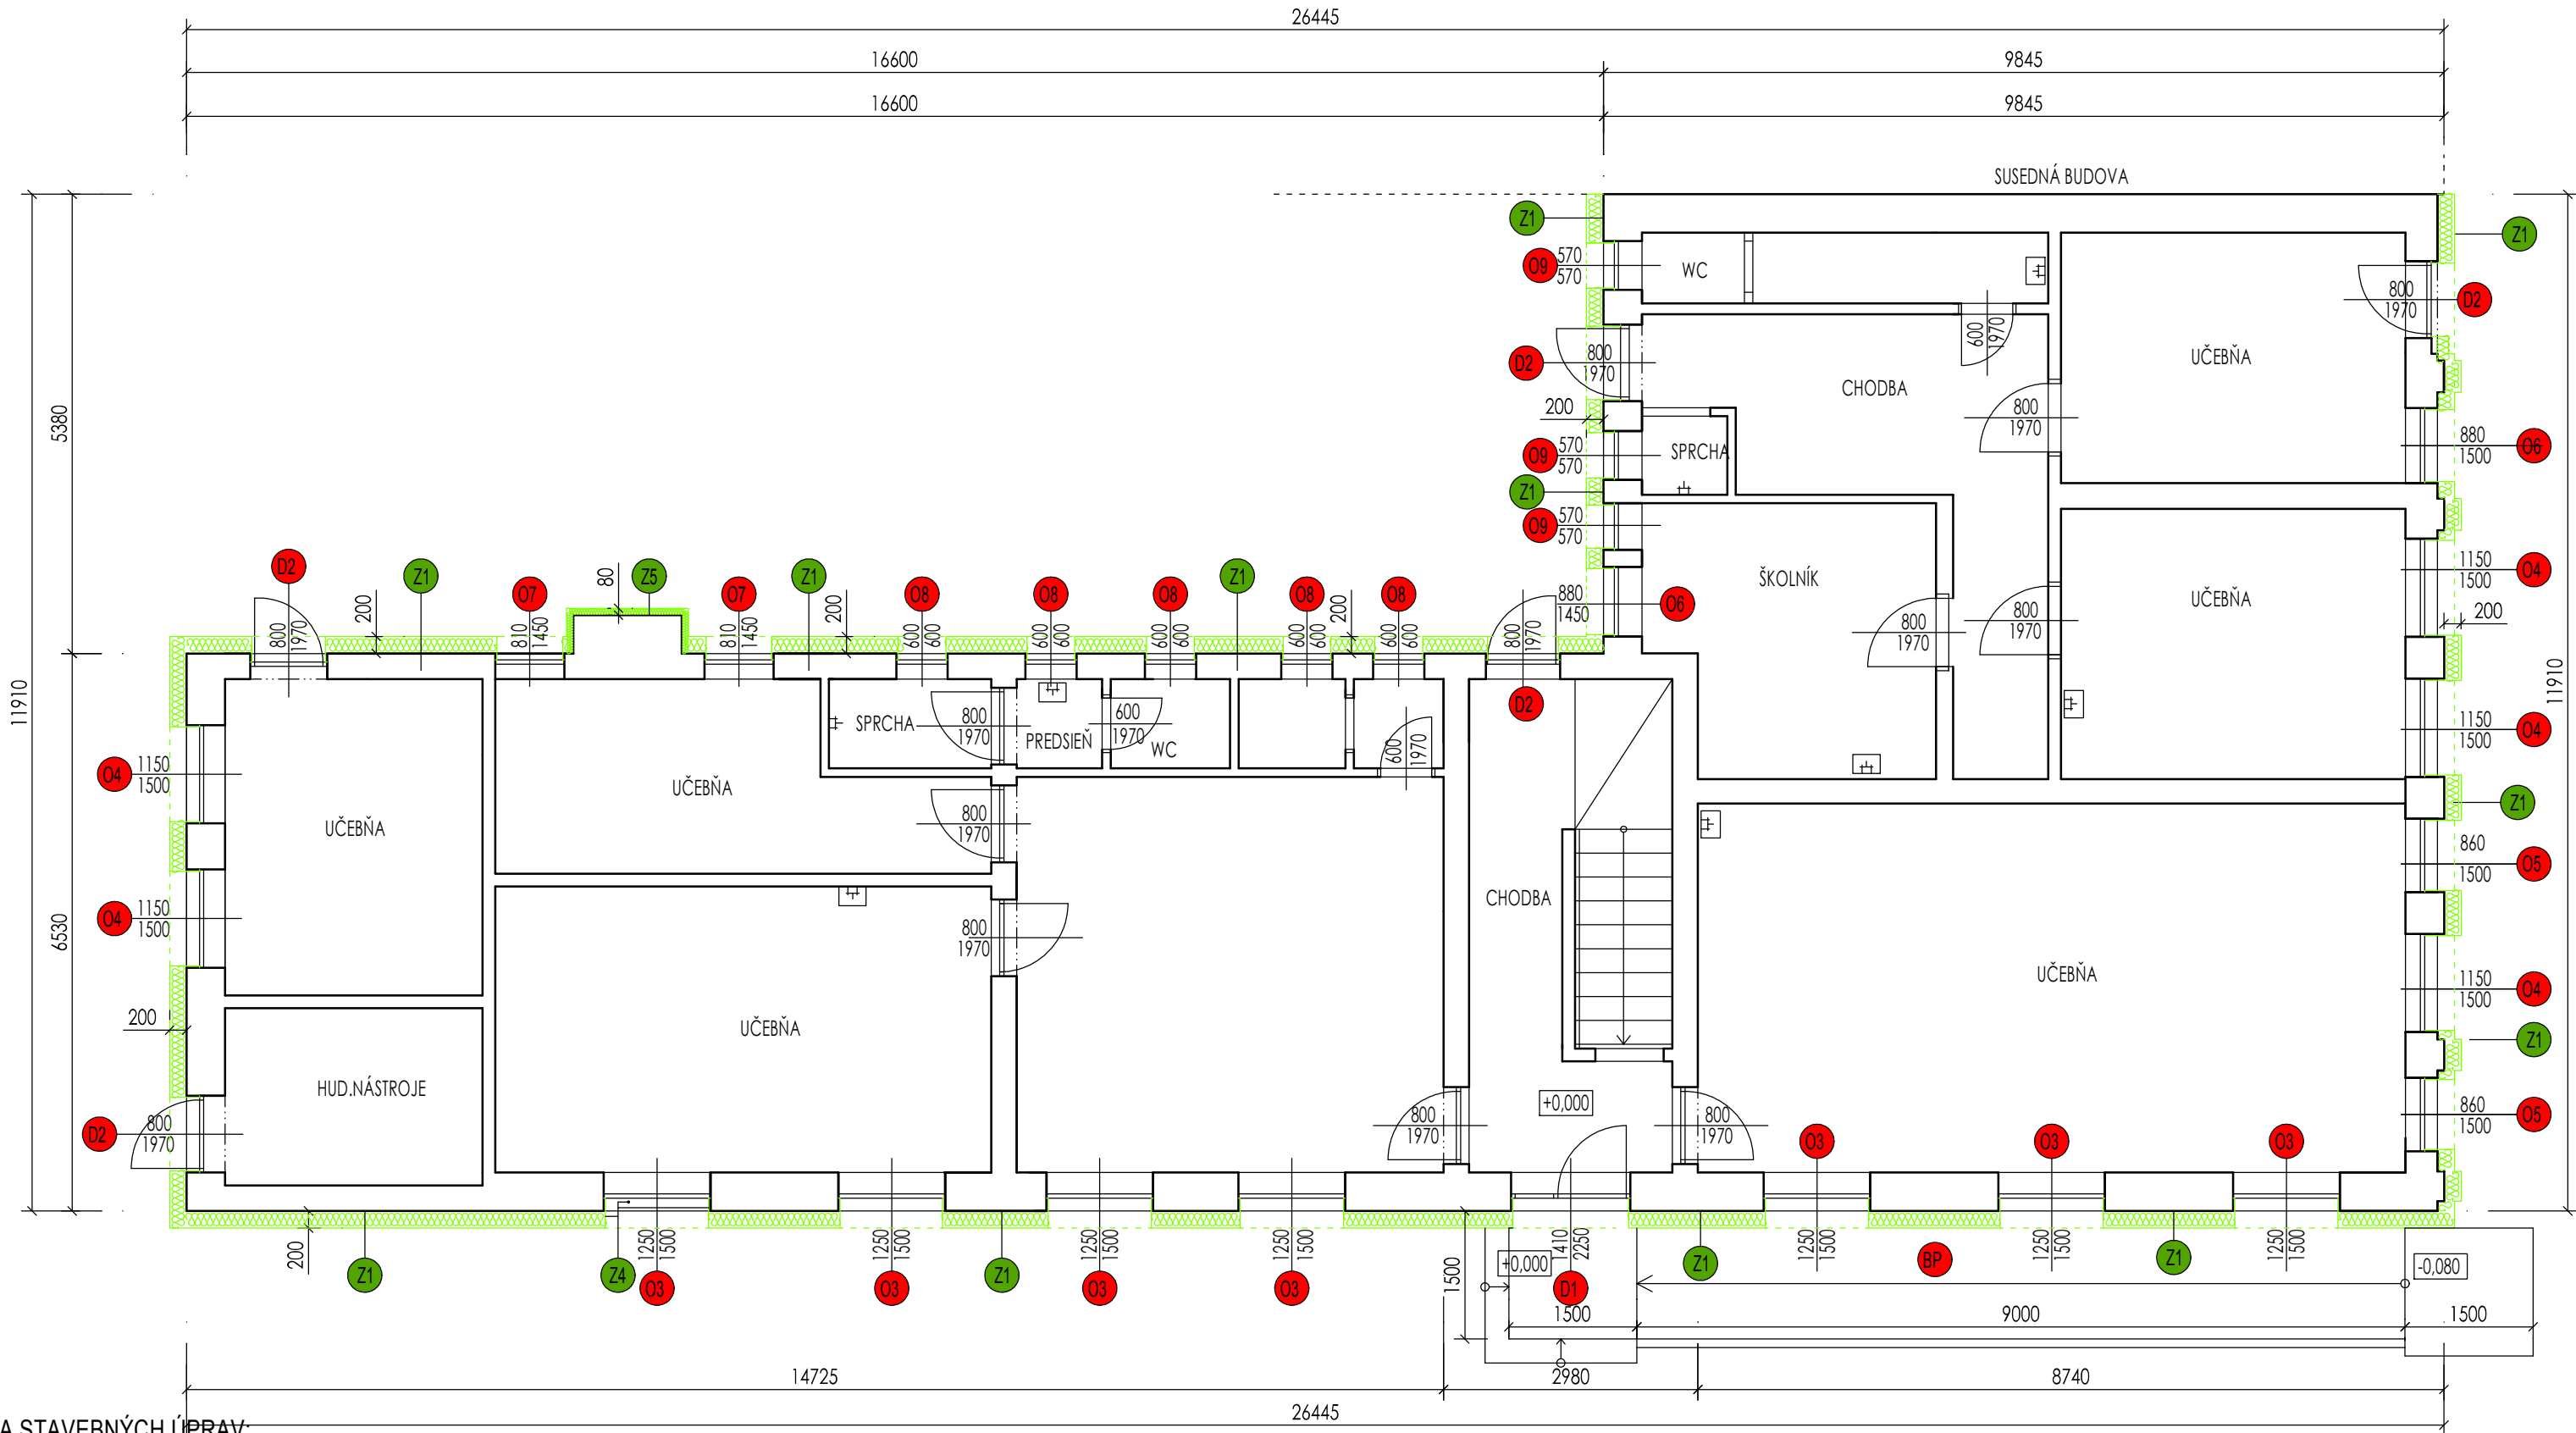 26445
16600 9845
16600 9845
SUSEDNÁ BUDOVA
Z1 Z1
O9 570 570 WC
D2 800 1970
600 1970
D2 800 1970
UČEBŇA
CHODBA
200
800 1970
O9 570 570 SPRCHA
880 1500 O6
Z1
O9 570 570
5380
11910
11910
ŠKOLNÍK
1150 1500 O4
UČEBŇA
200
880 1450 O6
800 1970
800 1970
D2 Z1 O7 80 Z5 O7 Z1 O8 O8 O8 Z1 O8 O8
800 1970 200 810 1450 810 1450 200 600 600 600 600 600 600 600 600 200 600 600 800 1970
D2
SPRCHA 800 1970 PREDSIEŇ 600 1970 WC 600 1970
1150 1500 O4
O4 1150 1500
UČEBŇA
UČEBŇA
800 1970
Z1
860 1500 O5
6530
O4 1150 1500
CHODBA
800 1970
UČEBŇA
1150 1500 O4
200
UČEBŇA
Z1
HUD.NÁSTROJE
+0,000
D2 800 1970
800 1970
800 1970
860 1500 O5
O3 O3 O3
200 1250 1500 1250 1500 1250 1500 1250 1500 1410 2250 1250 1500 1250 1500 1250 1500
Z1 Z4 O3 O3 Z1 O3 O3 1500 +0,000 D1 Z1 BP Z1 -0,080
1500 9000 1500
14725 2980 8740
26445
A STAVEBNÝCH ÚPRAV: